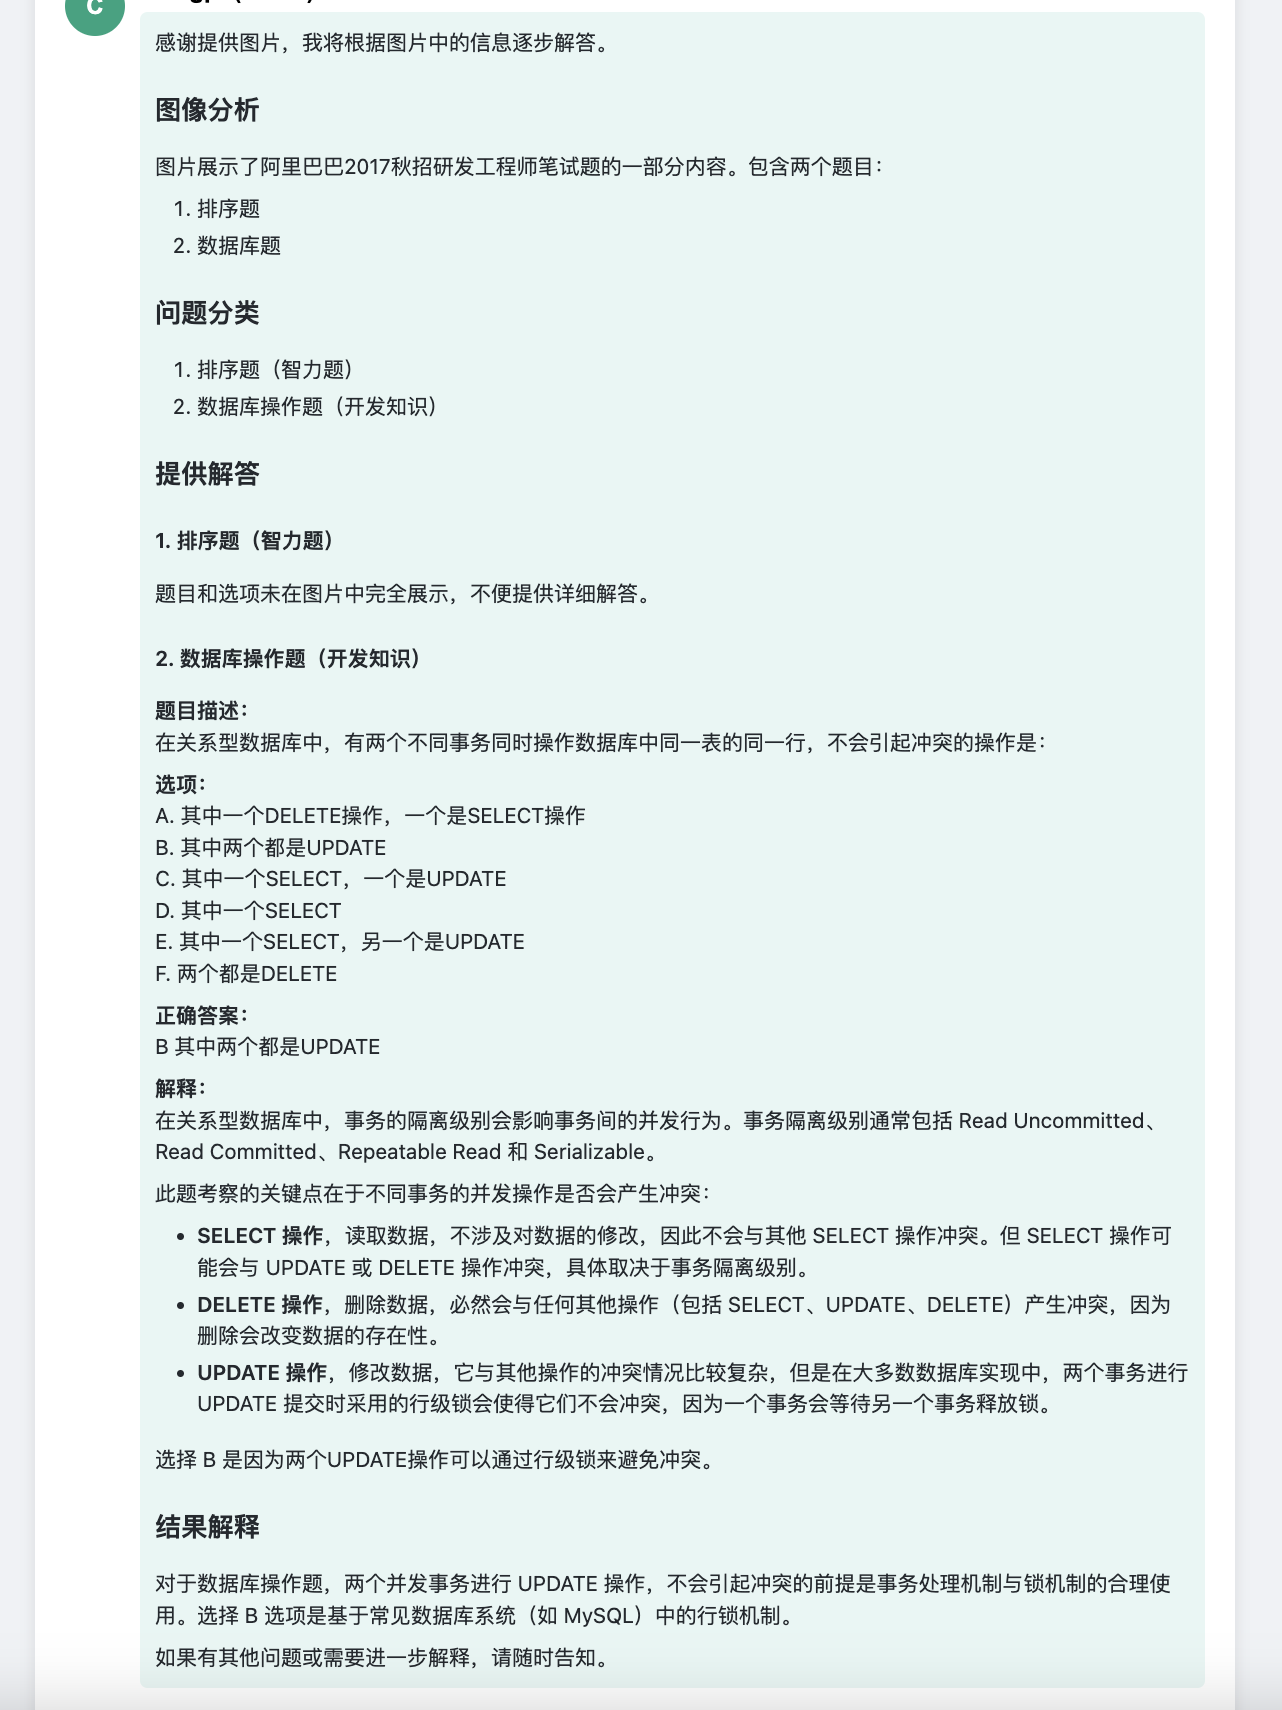 C
感谢提供图片，我将根据图片中的信息逐步解答。
图像分析
图片展示了阿里巴巴2017秋招研发工程师笔试题的一部分内容。包含两个题目：
1. 排序题
2. 数据库题
问题分类
1. 排序题（智力题）
2. 数据库操作题（开发知识）
提供解答
1. 排序题（智力题）
题目和选项未在图片中完全展示，不便提供详细解答。
2. 数据库操作题（开发知识）
题目描述：
在关系型数据库中，有两个不同事务同时操作数据库中同一表的同一行，不会引起冲突的操作是：
选项：
A. 其中一个DELETE操作，一个是SELECT操作
B. 其中两个都是UPDATE
C. 其中一个SELECT，一个是UPDATE
D. 其中一个SELECT
E. 其中一个SELECT，另一个是UPDATE
F. 两个都是DELETE
正确答案：
B 其中两个都是UPDATE
解释：
在关系型数据库中，事务的隔离级别会影响事务间的并发行为。事务隔离级别通常包括 Read Uncommitted、
Read Committed、Repeatable Read 和 Serializable。
此题考察的关键点在于不同事务的并发操作是否会产生冲突：
• SELECT 操作，读取数据，不涉及对数据的修改，因此不会与其他 SELECT 操作冲突。但 SELECT 操作可
能会与 UPDATE 或 DELETE 操作冲突，具体取决于事务隔离级别。
• DELETE 操作，删除数据，必然会与任何其他操作（包括 SELECT、UPDATE、DELETE）产生冲突，因为
删除会改变数据的存在性。
• UPDATE 操作，修改数据，它与其他操作的冲突情况比较复杂，但是在大多数数据库实现中，两个事务进行
UPDATE 提交时采用的行级锁会使得它们不会冲突，因为一个事务会等待另一个事务释放锁。
选择 B 是因为两个UPDATE操作可以通过行级锁来避免冲突。
结果解释
对于数据库操作题，两个并发事务进行 UPDATE 操作，不会引起冲突的前提是事务处理机制与锁机制的合理使
用。选择 B 选项是基于常见数据库系统（如 MySQL）中的行锁机制。
如果有其他问题或需要进一步解释，请随时告知。